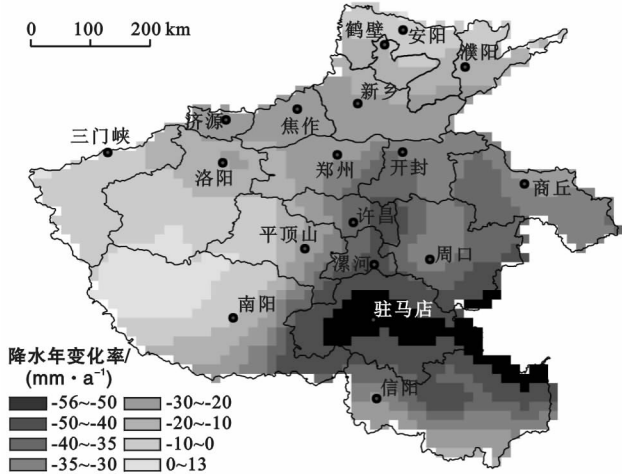 0 100 200 km
鹤壁
安阳
濮阳
新乡
济源
焦作
三门峡
洛阳
郑州
开封
商丘
许昌
平顶山
周口
漯河
南阳
驻马店
信阳
降水年变化率/
(mm·a⁻¹)
-56~-50 -30~-20
-50~-40 -20~-10
-40~-35 -10~0
-35~-30 0~13